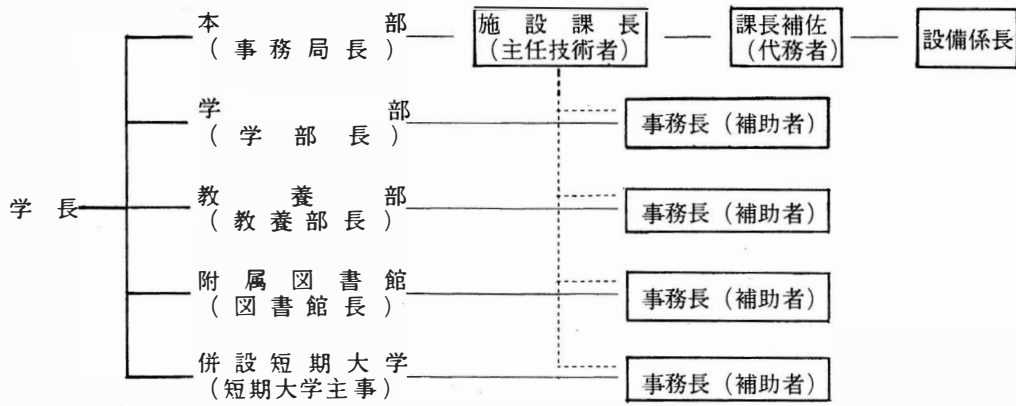 本部 施設課長 課長補佐 設備係長
(事務局長) (主任技術者) (代務者)
学部
(学部長) 事務長(補助者)
学長
教養部
(教養部長) 事務長(補助者)
附属図書館
(図書館長) 事務長(補助者)
併設短期大学
(短期大学主事) 事務長(補助者)